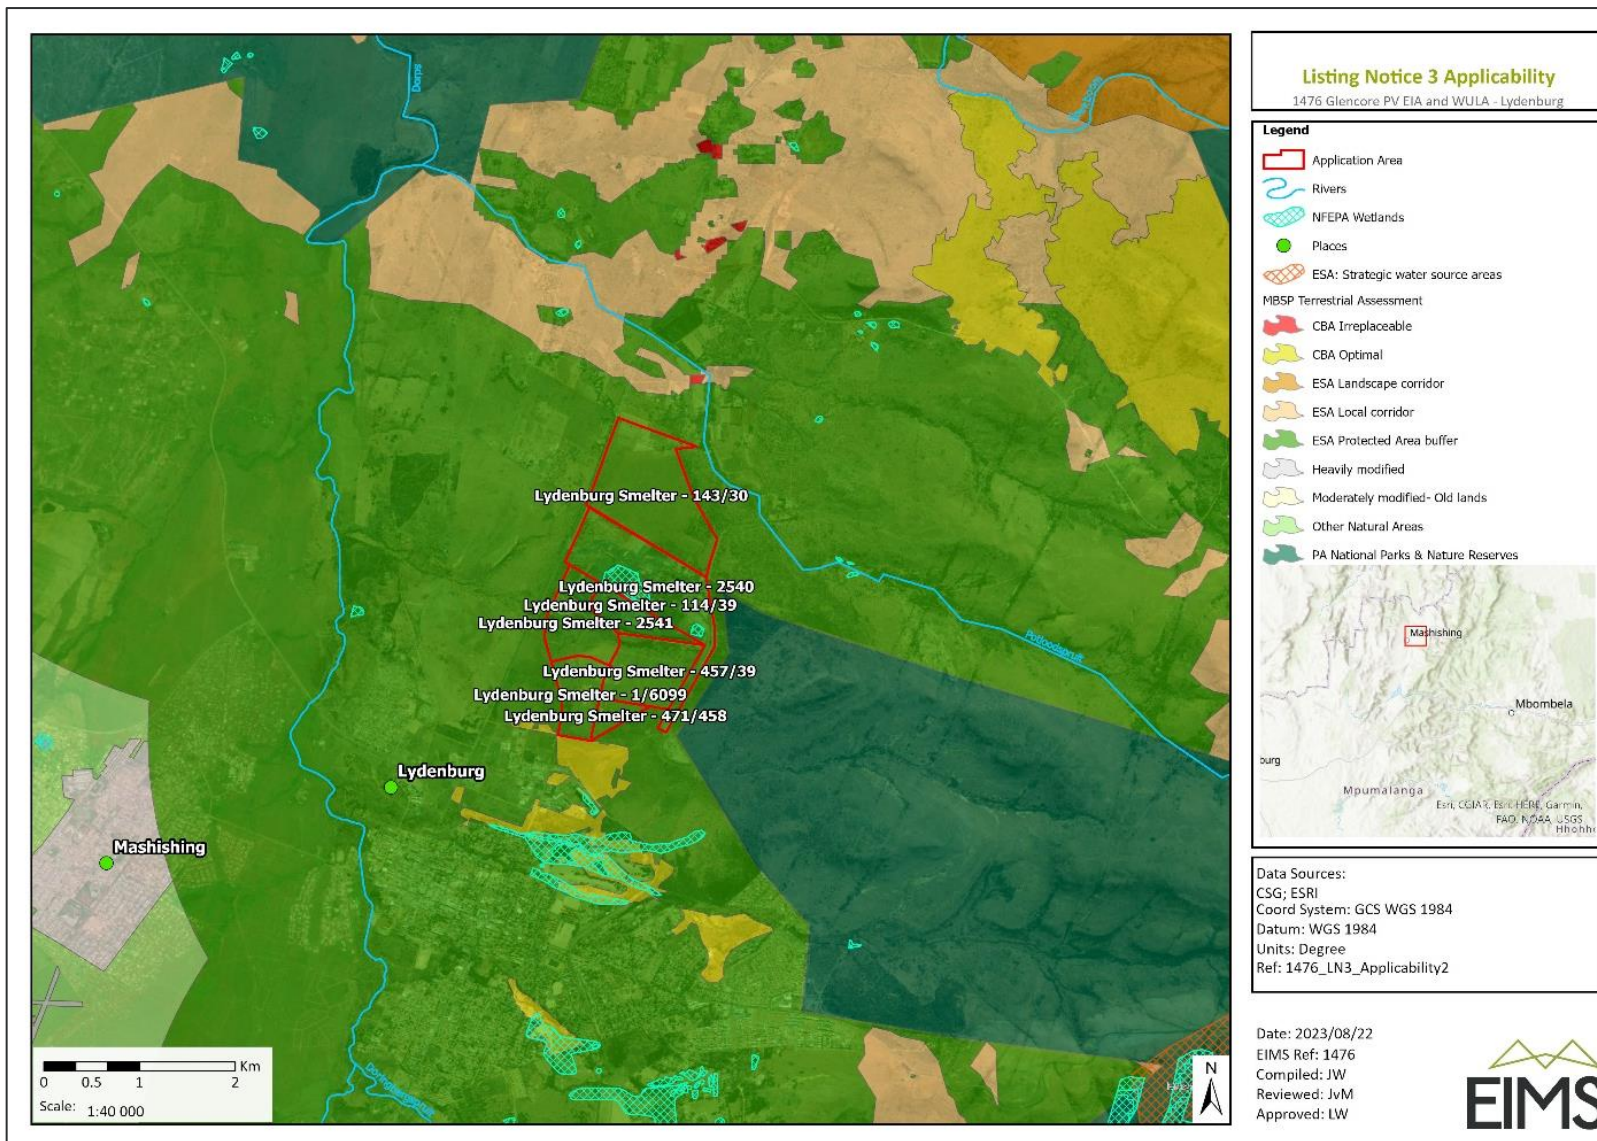 Listing Notice 3 Applicability
1476 Glencore PV EIA and WULA - Lydenburg
Legend
Application Area
Rivers
NFEPA Wetlands
Places
ESA: Strategic water source areas
MBSP Terrestrial Assessment
CBA Irreplaceable
CBA Optimal
ESA Landscape corridor
ESA Local corridor
ESA Protected Area buffer
Heavily modified
Moderately modified- Old lands
Other Natural Areas
PA National Parks & Nature Reserves
Mashishing
Mbombela
burg
Mpumalanga
Esri, CGIAR, Esri, HERE, Garmin,
FAO, NOAA, USGS
Data Sources:
CSG; ESRI
Coord System: GCS WGS 1984
Datum: WGS 1984
Units: Degree
Ref: 1476_LN3_Applicability2
Date: 2023/08/22
EIMS Ref: 1476
Compiled: JW
Reviewed: JvM
Approved: LW
EIMS
Dorps
Lydenburg Smelter - 143/30
Lydenburg Smelter - 2540
Lydenburg Smelter - 114/39
Lydenburg Smelter - 2541
Potloodspruit
Lydenburg Smelter - 457/39
Lydenburg Smelter - 1/6099
Lydenburg Smelter - 471/458
Lydenburg
Mashishing
Km
0 0.5 1 2
Scale: 1:40 000
N